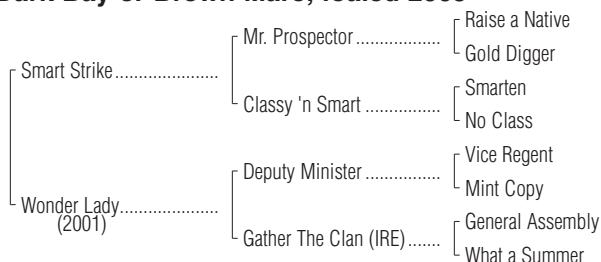 Dark Bay or Brown Mare; foaled 2009
Raise a Native
Mr. Prospector ..................
Gold Digger
Smart Strike ......................
Smarten
Classy 'n Smart ................
No Class
Vice Regent
Deputy Minister ................
Mint Copy
Wonder Lady.....................
(2001)
General Assembly
Gather The Clan (IRE).......
What a Summer